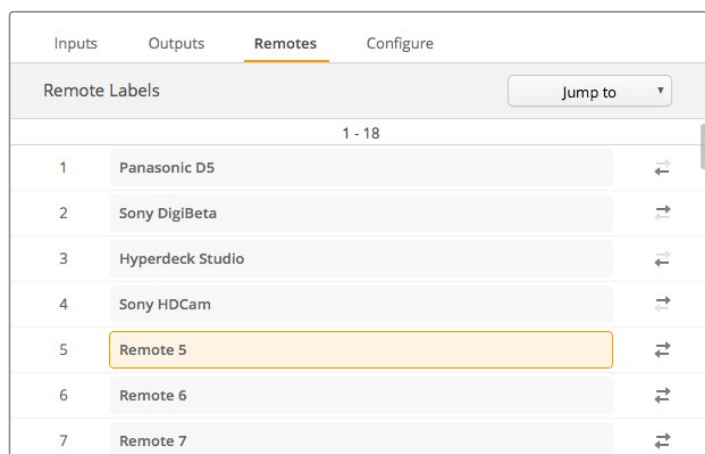 Inputs Outputs Remotes Configure
Remote Labels Jump to
1 - 18
1 Panasonic D5
2 Sony DigiBeta
3 Hyperdeck Studio
4 Sony HDCam
5 Remote 5
6 Remote 6
7 Remote 7